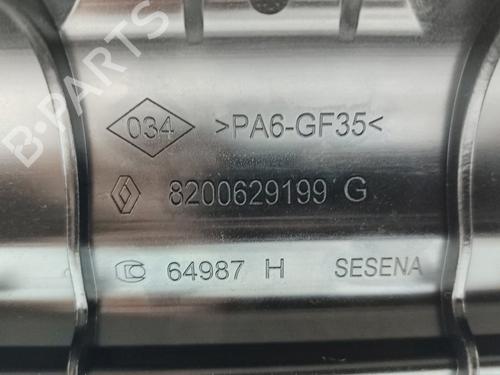 B-PARTS
034 >PA6-GF35<
8200629199 G
64987 H SESENA